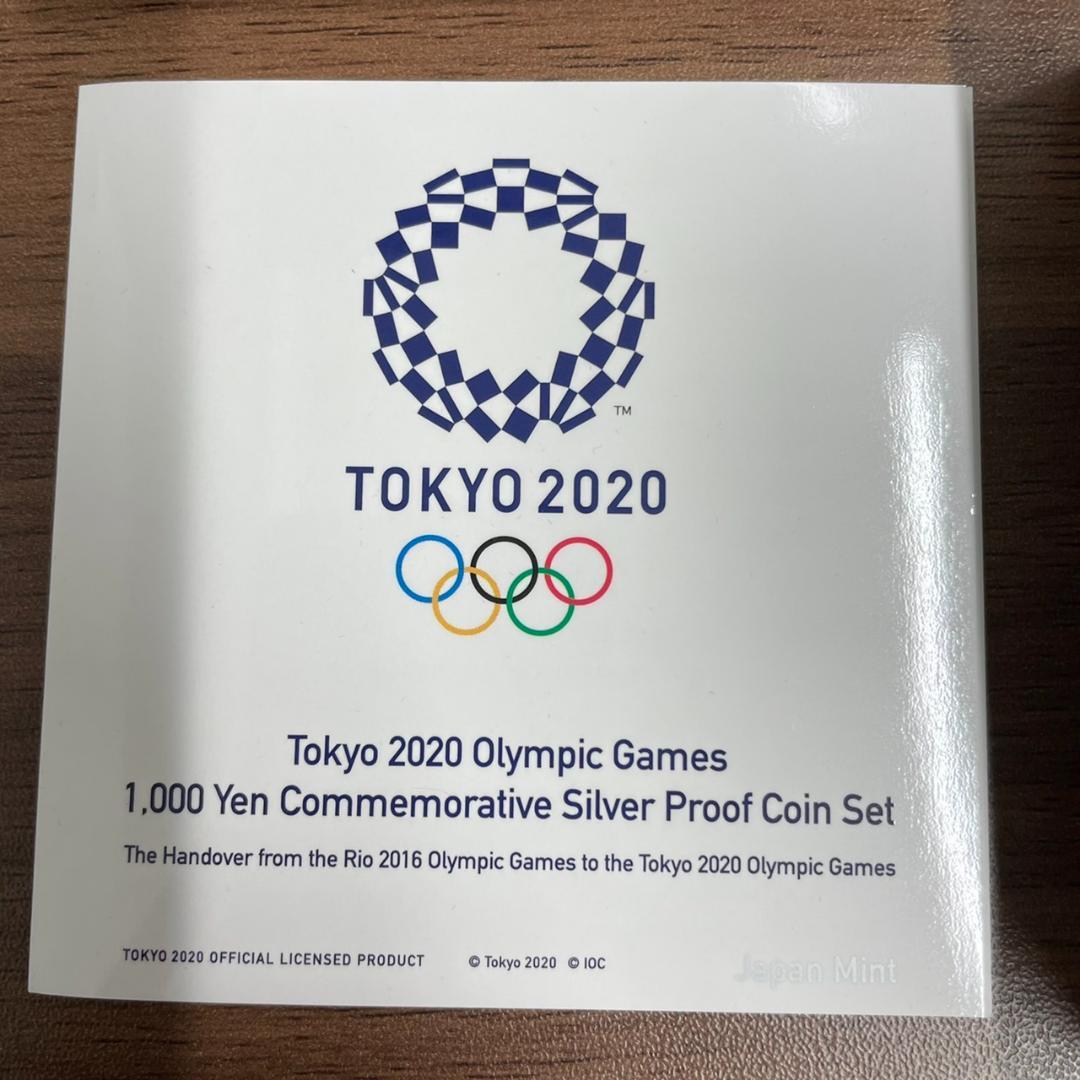 TM
TOKYO 2020
Tokyo 2020 Olympic Games
1,000 Yen Commemorative Silver Proof Coin Set
The Handover from the Rio 2016 Olympic Games to the Tokyo 2020 Olympic Games
TOKYO 2020 OFFICIAL LICENSED PRODUCT © Tokyo 2020 © IOC
Japan Mint